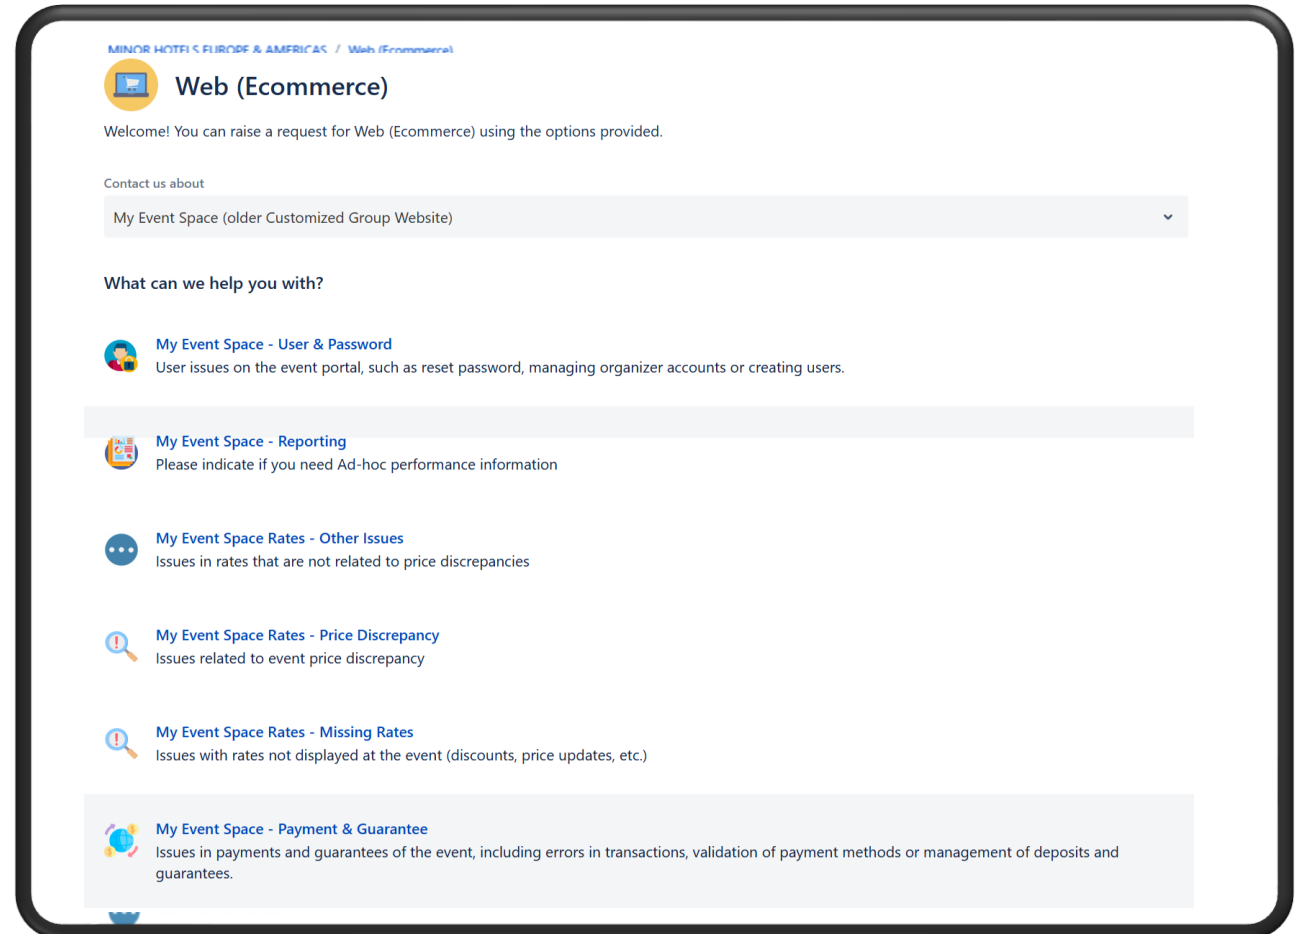 MINOR HOTELS EUROPE & AMERICAS / Web (Ecommerce)
Web (Ecommerce)
Welcome! You can raise a request for Web (Ecommerce) using the options provided.
Contact us about
My Event Space (older Customized Group Website)
What can we help you with?
My Event Space - User & Password
User issues on the event portal, such as reset password, managing organizer accounts or creating users.
My Event Space - Reporting
Please indicate if you need Ad-hoc performance information
My Event Space Rates - Other Issues
Issues in rates that are not related to price discrepancies
My Event Space Rates - Price Discrepancy
Issues related to event price discrepancy
My Event Space Rates - Missing Rates
Issues with rates not displayed at the event (discounts, price updates, etc.)
My Event Space - Payment & Guarantee
Issues in payments and guarantees of the event, including errors in transactions, validation of payment methods or management of deposits and
guarantees.